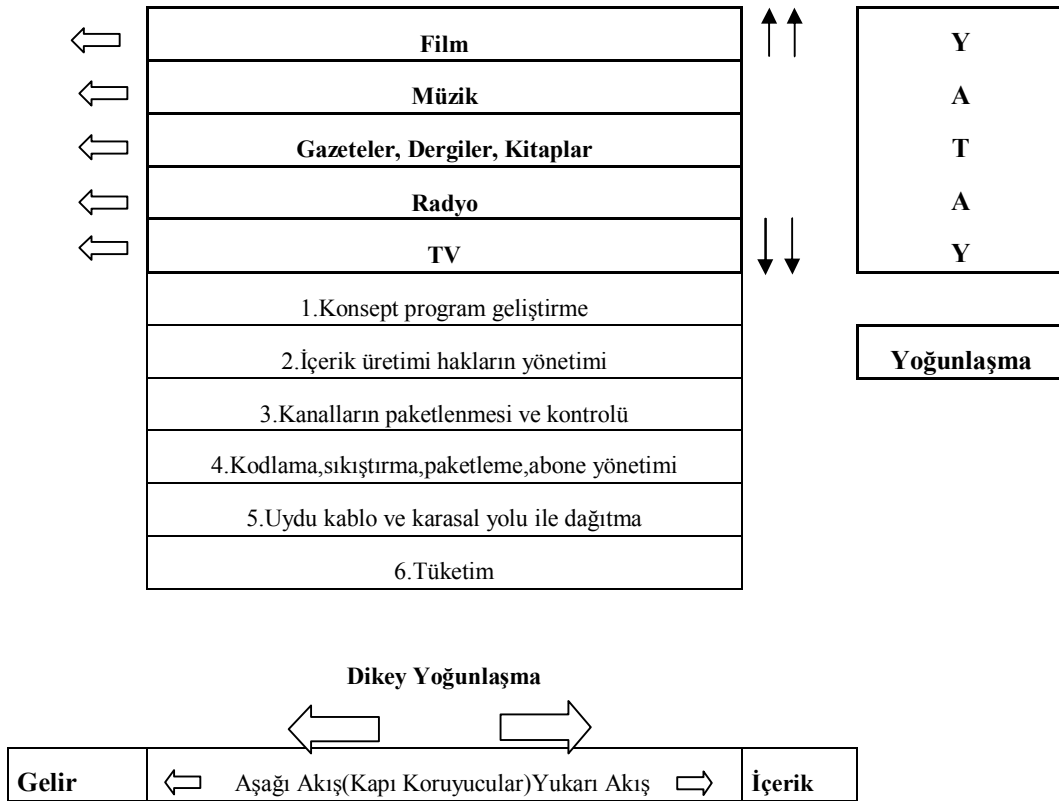 Film
Müzik
Gazeteler, Dergiler, Kitaplar
Radyo
TV
1.Konsept program geliştirme
2.İçerik üretimi hakların yönetimi
3.Kanalların paketlenmesi ve kontrolü
4.Kodlama,sıkıştırma,paketleme,abone yönetimi
5.Uydu kablo ve karasal yolu ile dağıtma
6.Tüketim
Y
A
T
A
Y
Yoğunlaşma
Dikey Yoğunlaşma
Gelir Aşağı Akış(Kapı Koruyucular)Yukarı Akış İçerik